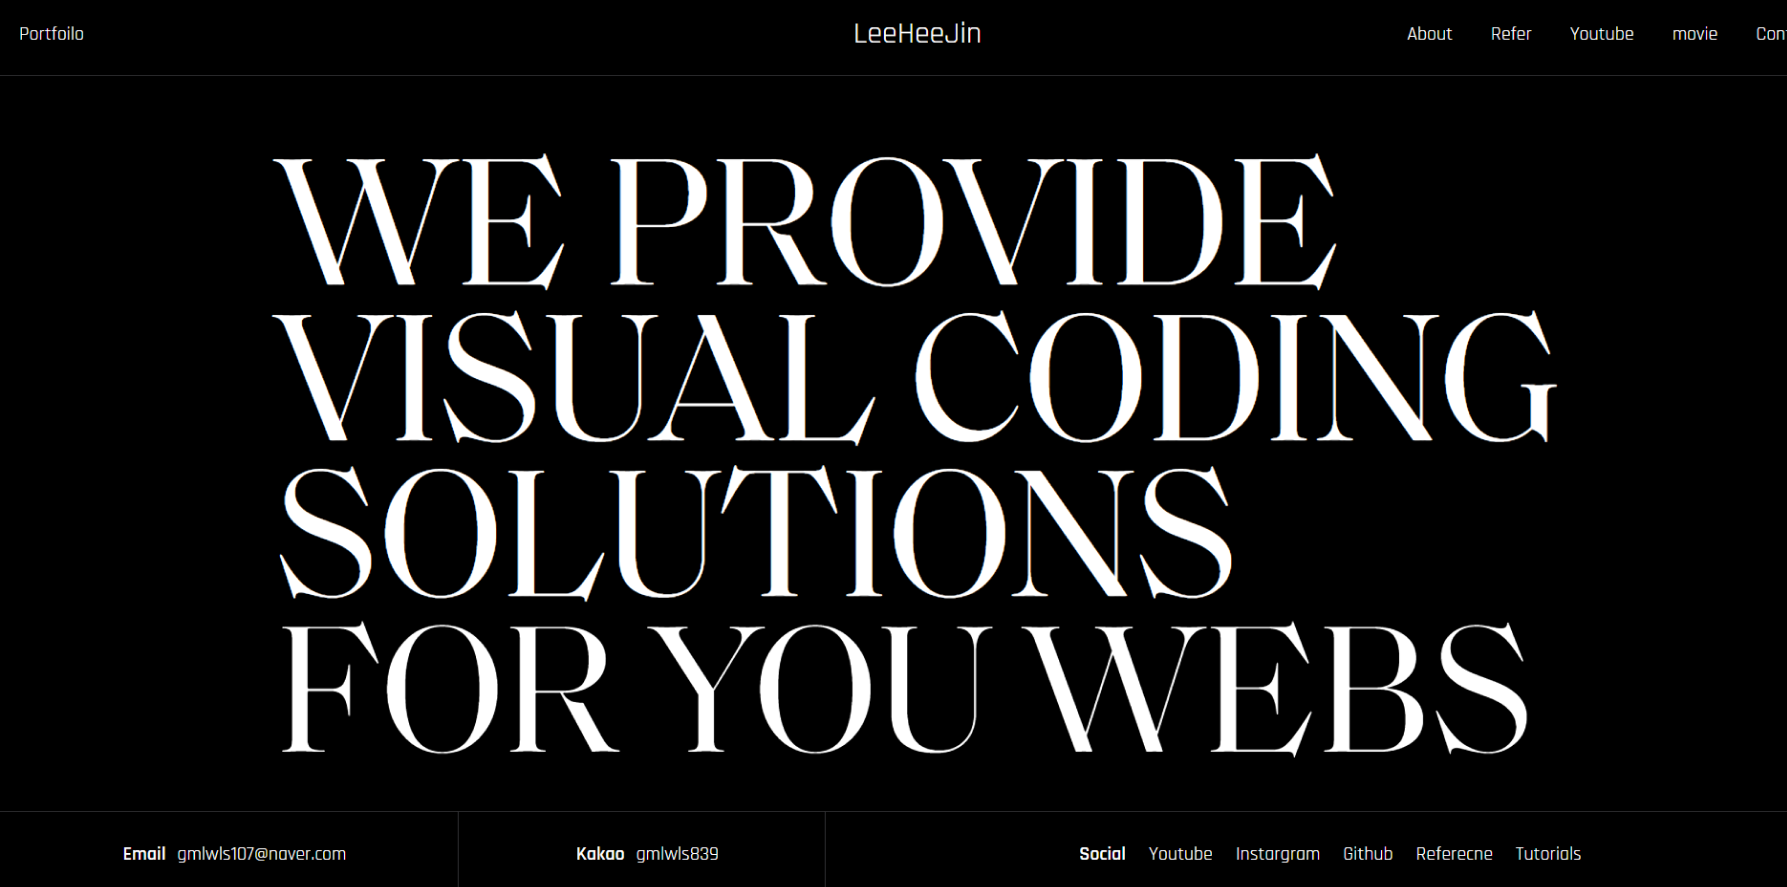 Portfoilo LeeHeeJin About Refer Youtube movie Con
WE PROVIDE
VISUAL CODING
SOLUTIONS
FOR YOU WEBS
Email gmlwls107@naver.com Kakao gmlwls839 Social Youtube Instargram Github Referecne Tutorials